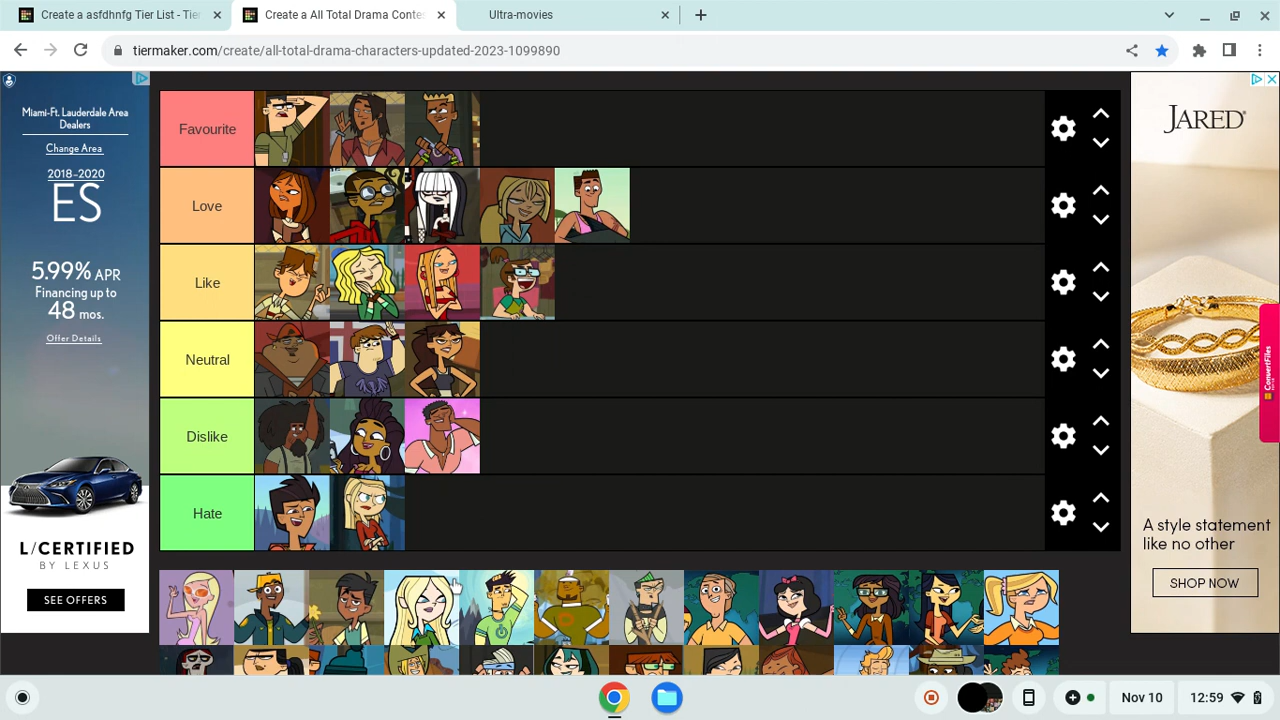 Create a asfdhnfg Tier List - Tier
Create a All Total Drama Contes
Ultra-movies
tiermaker.com/create/all-total-drama-characters-updated-2023-1099890
Miami-Ft. Lauderdale Area
Dealers
Change Area
2018-2020
ES
5.99% APR
Financing up to
48 mos.
Offer Details
L/CERTIFIED
BY LEXUS
SEE OFFERS
Favourite
Love
Like
Neutral
Dislike
Hate
JARED
ConvertFiles
A style statement
like no other
SHOP NOW
Nov 10
12:59